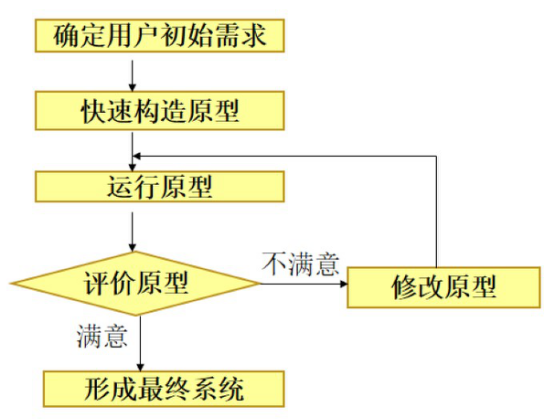 确定用户初始需求
快速构造原型
运行原型
评价原型
不满意
修改原型
满意
形成最终系统